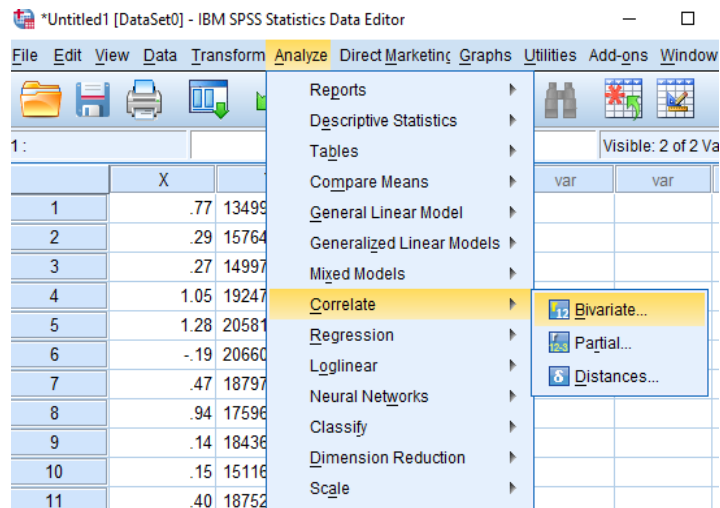 *Untitled1 [DataSet0] - IBM SPSS Statistics Data Editor
File Edit View Data Transform Analyze Direct Marketing Graphs Utilities Add-ons Window
Reports
Descriptive Statistics
1 : Visible: 2 of 2 Va
Tables
X Compare Means var var
1 .77 13499 General Linear Model
2 .29 15764 Generalized Linear Models
3 .27 14997 Mixed Models
4 1.05 19247 Correlate Bivariate...
5 1.28 20581 Regression Partial...
6 -.19 20660 Loglinear
7 .47 18797 Neural Networks Distances...
8 .94 17596 Classify
9 .14 18436
10 .15 15116 Dimension Reduction
11 .40 18752 Scale